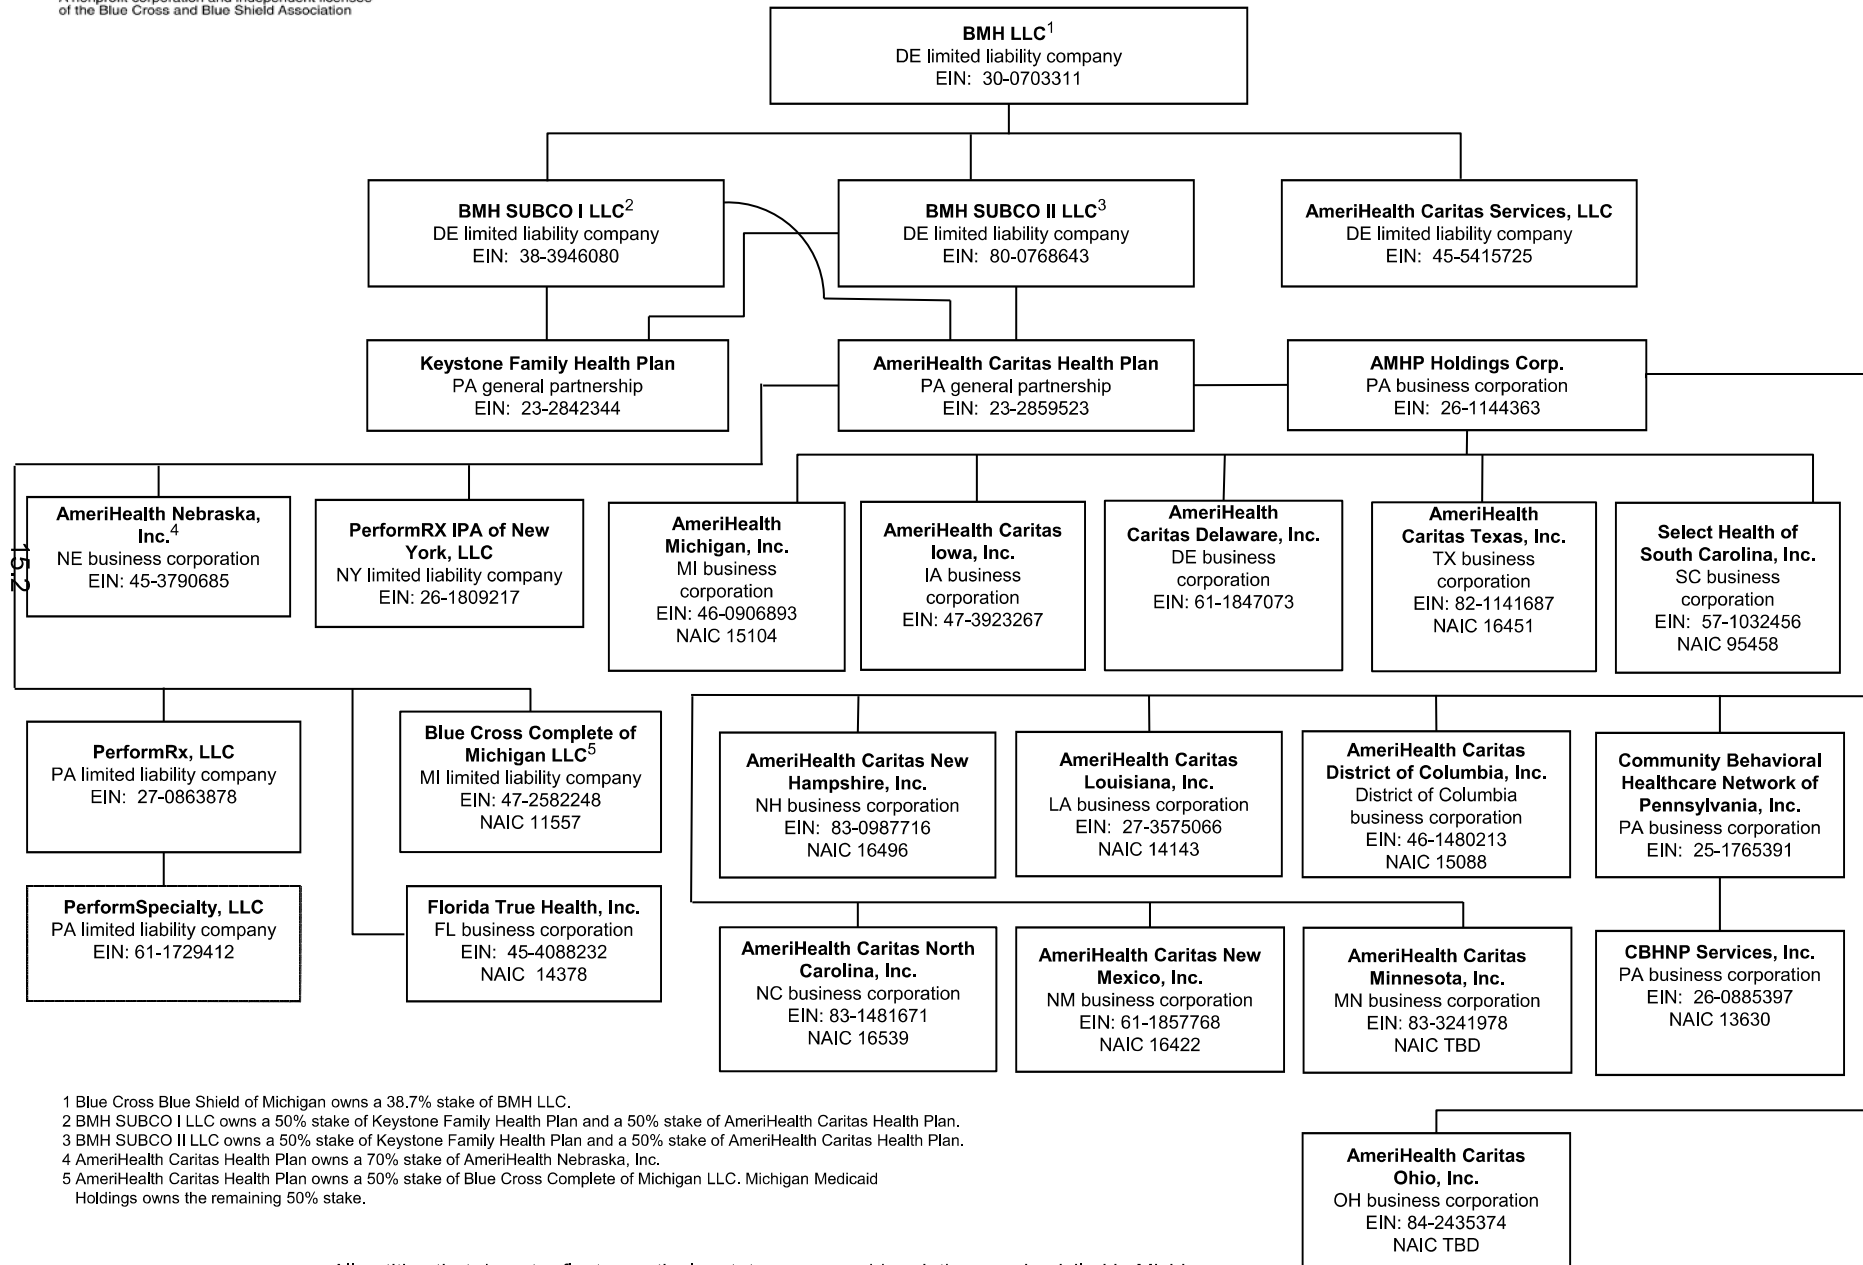 of the Blue Cross and Blue Shield Association
BMH LLC1
DE limited liability company
EIN: 30-0703311
BMH SUBCO I LLC2
DE limited liability company
EIN: 38-3946080
BMH SUBCO II LLC3
DE limited liability company
EIN: 80-0768643
AmeriHealth Caritas Services, LLC
DE limited liability company
EIN: 45-5415725
Keystone Family Health Plan
PA general partnership
EIN: 23-2842344
AmeriHealth Caritas Health Plan
PA general partnership
EIN: 23-2859523
AMHP Holdings Corp.
PA business corporation
EIN: 26-1144363
15.2
AmeriHealth Nebraska,
Inc.4
NE business corporation
EIN: 45-3790685
PerformRX IPA of New
York, LLC
NY limited liability company
EIN: 26-1809217
AmeriHealth
Michigan, Inc.
MI business
corporation
EIN: 46-0906893
NAIC 15104
AmeriHealth Caritas
Iowa, Inc.
IA business
corporation
EIN: 47-3923267
AmeriHealth
Caritas Delaware, Inc.
DE business
corporation
EIN: 61-1847073
AmeriHealth
Caritas Texas, Inc.
TX business
corporation
EIN: 82-1141687
NAIC 16451
Select Health of
South Carolina, Inc.
SC business
corporation
EIN: 57-1032456
NAIC 95458
PerformRx, LLC
PA limited liability company
EIN: 27-0863878
Blue Cross Complete of
Michigan LLC5
MI limited liability company
EIN: 47-2582248
NAIC 11557
AmeriHealth Caritas New
Hampshire, Inc.
NH business corporation
EIN: 83-0987716
NAIC 16496
AmeriHealth Caritas
Louisiana, Inc.
LA business corporation
EIN: 27-3575066
NAIC 14143
AmeriHealth Caritas
District of Columbia, Inc.
District of Columbia
business corporation
EIN: 46-1480213
NAIC 15088
Community Behavioral
Healthcare Network of
Pennsylvania, Inc.
PA business corporation
EIN: 25-1765391
PerformSpecialty, LLC
PA limited liability company
EIN: 61-1729412
Florida True Health, Inc.
FL business corporation
EIN: 45-4088232
NAIC 14378
AmeriHealth Caritas North
Carolina, Inc.
NC business corporation
EIN: 83-1481671
NAIC 16539
AmeriHealth Caritas New
Mexico, Inc.
NM business corporation
EIN: 61-1857768
NAIC 16422
AmeriHealth Caritas
Minnesota, Inc.
MN business corporation
EIN: 83-3241978
NAIC TBD
CBHNP Services, Inc.
PA business corporation
EIN: 26-0885397
NAIC 13630
1 Blue Cross Blue Shield of Michigan owns a 38.7% stake of BMH LLC.
2 BMH SUBCO I LLC owns a 50% stake of Keystone Family Health Plan and a 50% stake of AmeriHealth Caritas Health Plan.
3 BMH SUBCO II LLC owns a 50% stake of Keystone Family Health Plan and a 50% stake of AmeriHealth Caritas Health Plan.
4 AmeriHealth Caritas Health Plan owns a 70% stake of AmeriHealth Nebraska, Inc.
5 AmeriHealth Caritas Health Plan owns a 50% stake of Blue Cross Complete of Michigan LLC. Michigan Medicaid
Holdings owns the remaining 50% stake.
AmeriHealth Caritas
Ohio, Inc.
OH business corporation
EIN: 84-2435374
NAIC TBD